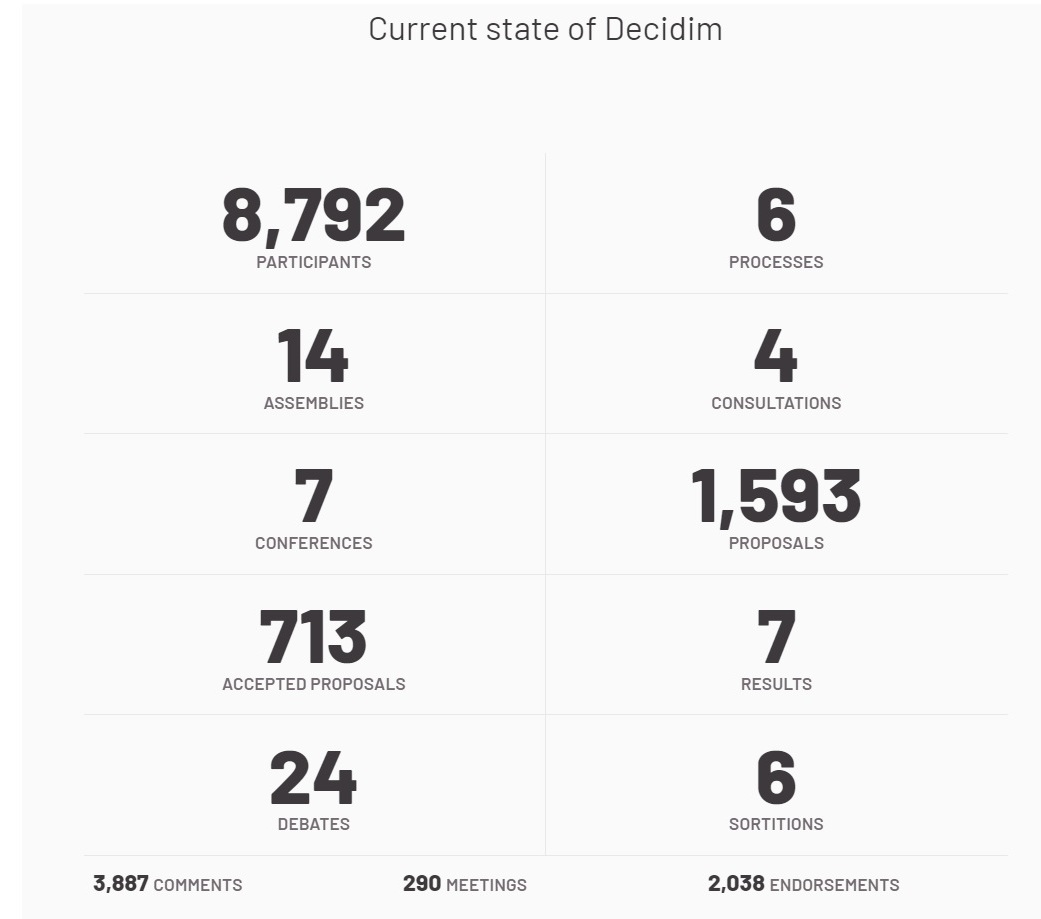 Current state of Decidim
8,792
PARTICIPANTS
6
PROCESSES
14
ASSEMBLIES
4
CONSULTATIONS
7
CONFERENCES
1,593
PROPOSALS
713
ACCEPTED PROPOSALS
7
RESULTS
24
DEBATES
6
SORTITIONS
3,887 COMMENTS
290 MEETINGS
2,038 ENDORSEMENTS